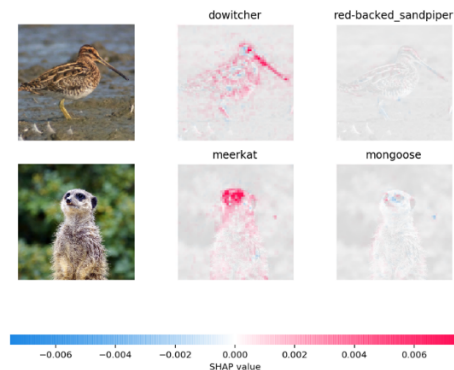 dowitcher
red-backed_sandpiper
meerkat
mongoose
−0.006 −0.004 −0.002 0.000 0.002 0.004 0.006
SHAP value